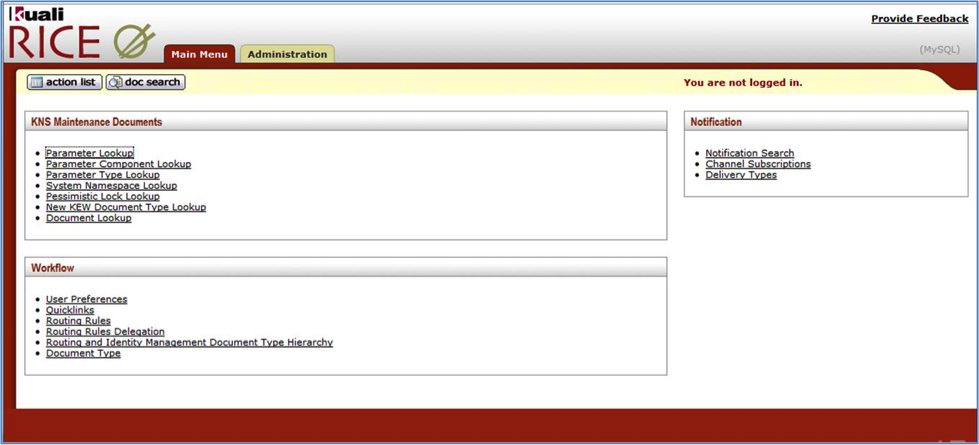 Kuali
RICE
Provide Feedback
Main Menu
Administration
(MySQL)
action list
doc search
You are not logged in.
KNS Maintenance Documents
Parameter Lookup
Parameter Component Lookup
Parameter Type Lookup
System Namespace Lookup
Pessimistic Lock Lookup
New KEW Document Type Lookup
Document Lookup
Notification
Notification Search
Channel Subscriptions
Delivery Types
Workflow
User Preferences
Quicklinks
Routing Rules
Routing Rules Delegation
Routing and Identity Management Document Type Hierarchy
Document Type